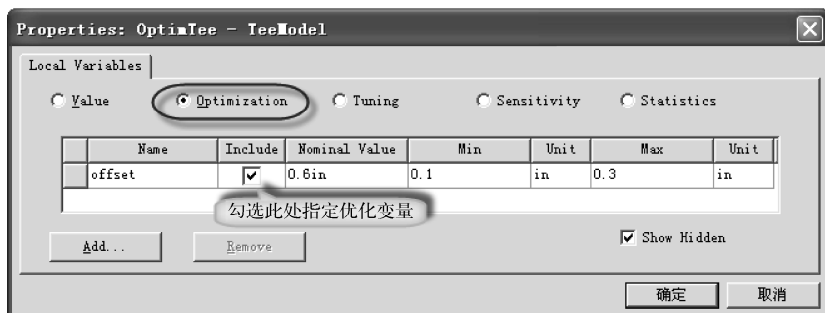 Properties: OptimTee - TeeModel
Local Variables
Value Optimization Tuning Sensitivity Statistics
Name Include Nominal Value Min Unit Max Unit
offset 0.6in 0.1 in 0.3 in
勾选此处指定优化变量
Add... Remove Show Hidden
确定 取消